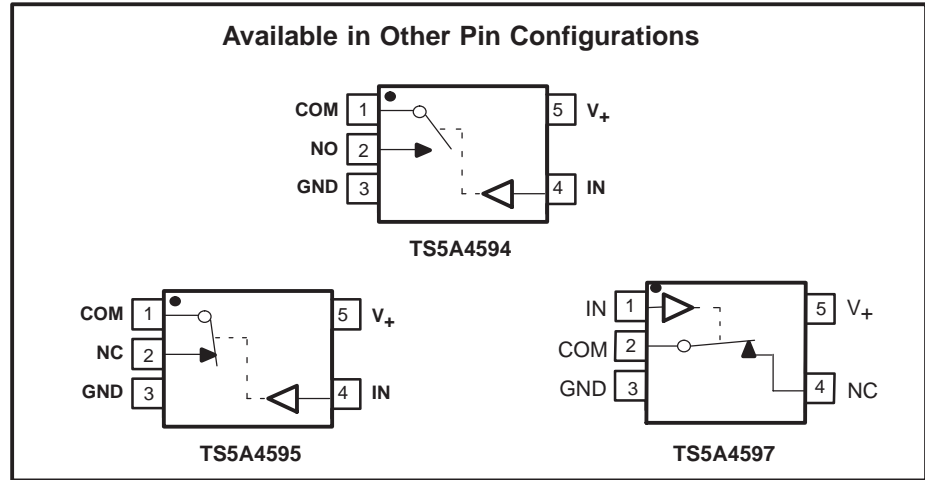 Available in Other Pin Configurations
COM 1 5 V+
NO 2
GND 3 4 IN
TS5A4594
COM 1 5 V+
NC 2
GND 3 4 IN
TS5A4595
IN 1 5 V+
COM 2
GND 3 4 NC
TS5A4597